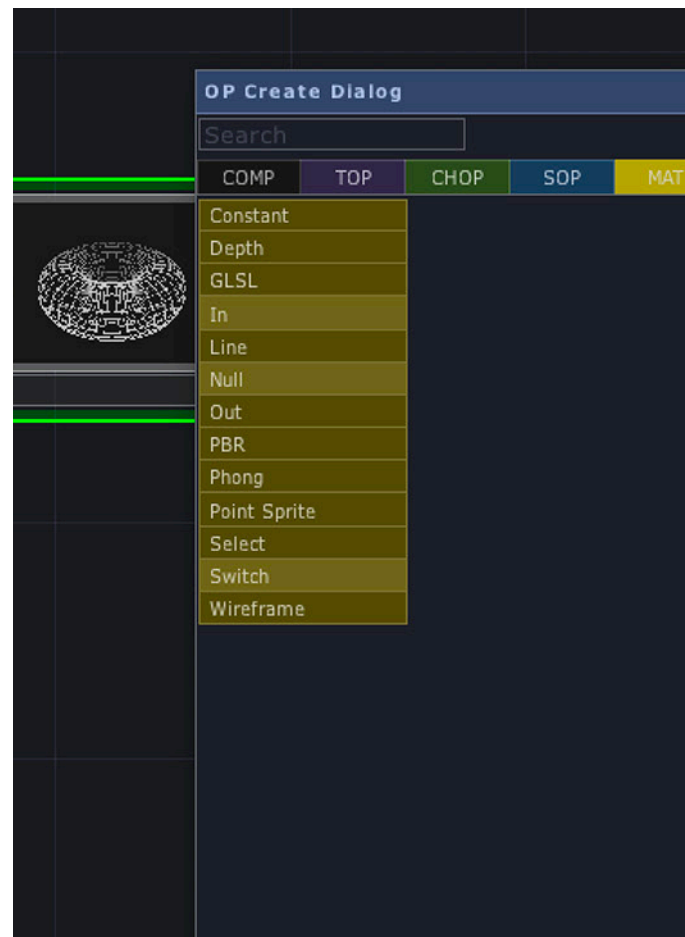 OP Create Dialog
Search
COMP TOP CHOP SOP MAT
Constant
Depth
GLSL
In
Line
Null
Out
PBR
Phong
Point Sprite
Select
Switch
Wireframe